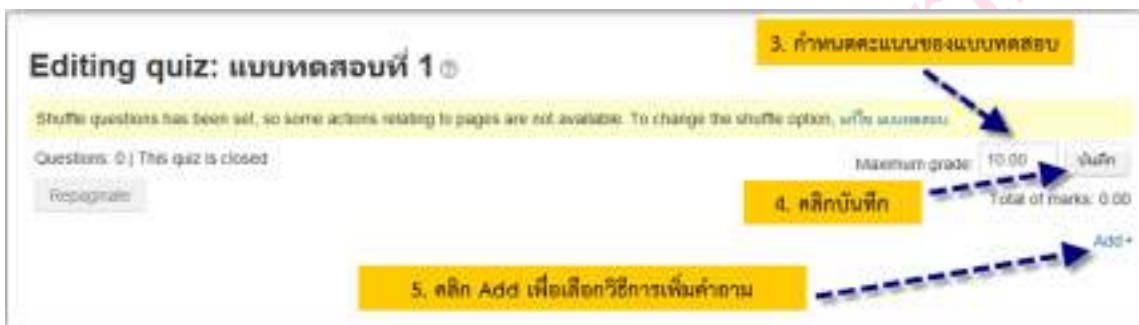 3. กำหนดคะแนนของแบบทดสอบ
Editing quiz: แบบทดสอบที่ 1
Shuffle questions has been set, so some actions relating to pages are not available. To change the shuffle option, แก้ไข แบบทดสอบ
Questions: 0 | This quiz is closed
Maximum grade 10.00 บันทึก
Repaginate
4. คลิกบันทึก
Total of marks: 0.00
Add
5. คลิก Add เพื่อเลือกวิธีการเพิ่มคำถาม